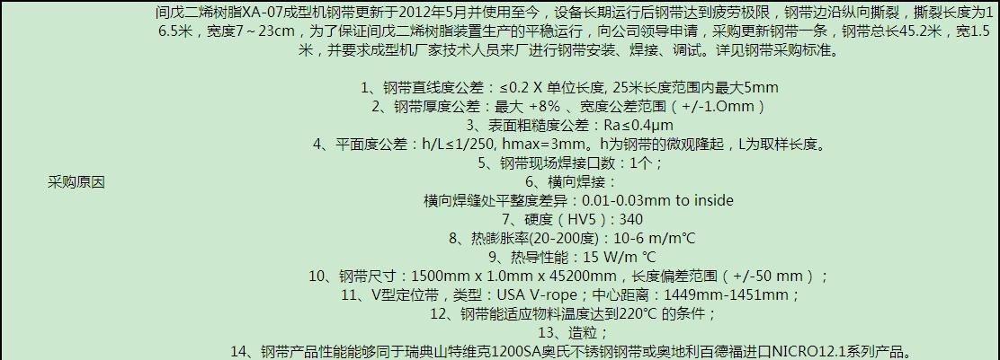 间戊二烯树脂XA-07成型机钢带更新于2012年5月并使用至今，设备长期运行后钢带达到疲劳极限，钢带边沿纵向撕裂，撕裂长度为1
6.5米，宽度7～23cm，为了保证间戊二烯树脂装置生产的平稳运行，向公司领导申请，采购更新钢带一条，钢带总长45.2米，宽1.5
米，并要求成型机厂家技术人员来厂进行钢带安装、焊接、调试。详见钢带采购标准。
1、钢带直线度公差：≤0.2 X 单位长度, 25米长度范围内最大5mm
2、钢带厚度公差：最大 +8% 、宽度公差范围（+/-1.Omm）
3、表面粗糙度公差：Ra≤0.4μm
4、平面度公差：h/L≤1/250, hmax=3mm。h为钢带的微观隆起，L为取样长度。
5、钢带现场焊接口数：1个；
采购原因
6、横向焊接：
横向焊缝处平整度差异：0.01-0.03mm to inside
7、硬度（HV5）：340
8、热膨胀率(20-200度)：10-6 m/m℃
9、热导性能：15 W/m ℃
10、钢带尺寸：1500mm x 1.0mm x 45200mm，长度偏差范围（+/-50 mm）；
11、V型定位带，类型：USA V-rope；中心距离：1449mm-1451mm；
12、钢带能适应物料温度达到220℃ 的条件；
13、造粒；
14、钢带产品性能能够同于瑞典山特维克1200SA奥氏不锈钢钢带或奥地利百德福进口NICRO12.1系列产品。